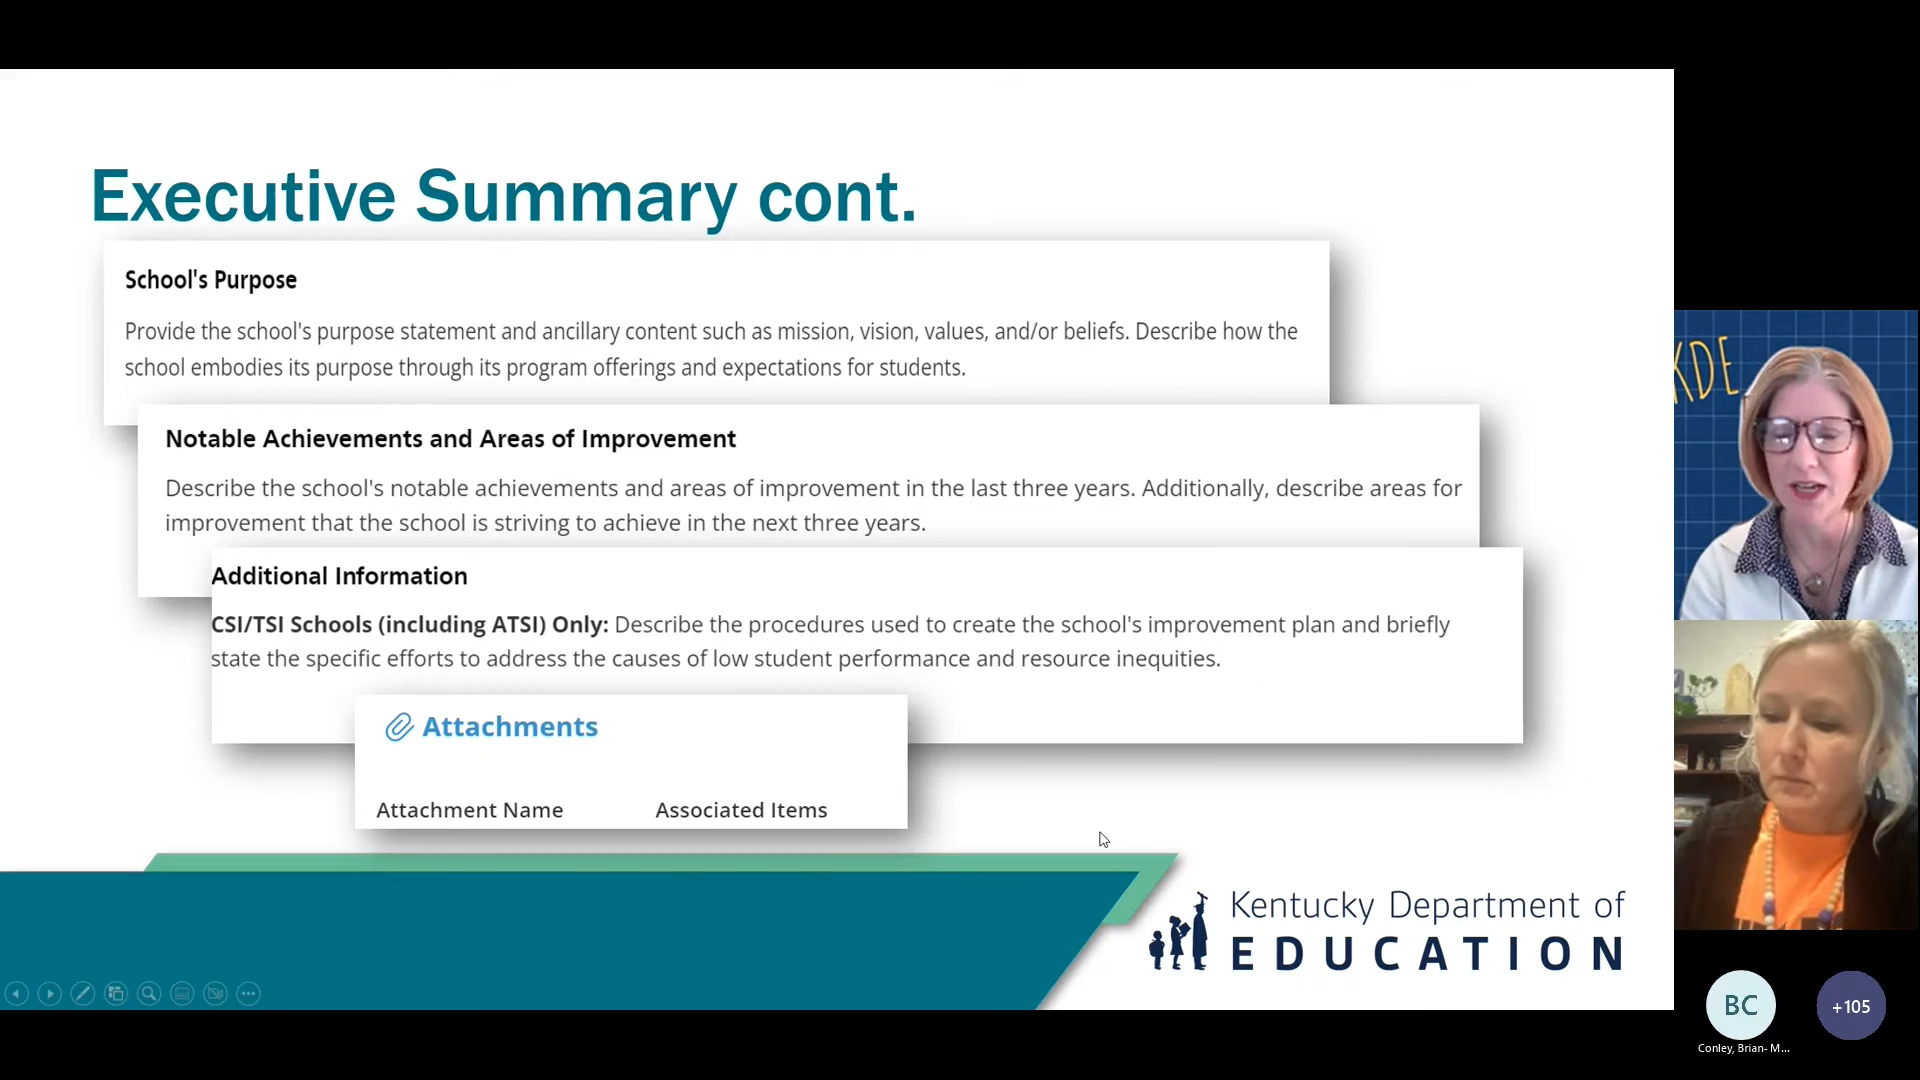 Executive Summary cont.
School's Purpose
Provide the school's purpose statement and ancillary content such as mission, vision, values, and/or beliefs. Describe how the
school embodies its purpose through its program offerings and expectations for students.
Notable Achievements and Areas of Improvement
Describe the school's notable achievements and areas of improvement in the last three years. Additionally, describe areas for
improvement that the school is striving to achieve in the next three years.
Additional Information
CSI/TSI Schools (including ATSI) Only: Describe the procedures used to create the school's improvement plan and briefly
state the specific efforts to address the causes of low student performance and resource inequities.
Attachments
Attachment Name Associated Items
Kentucky Department of
EDUCATION
KDE
BC
+105
Conley, Brian- M...